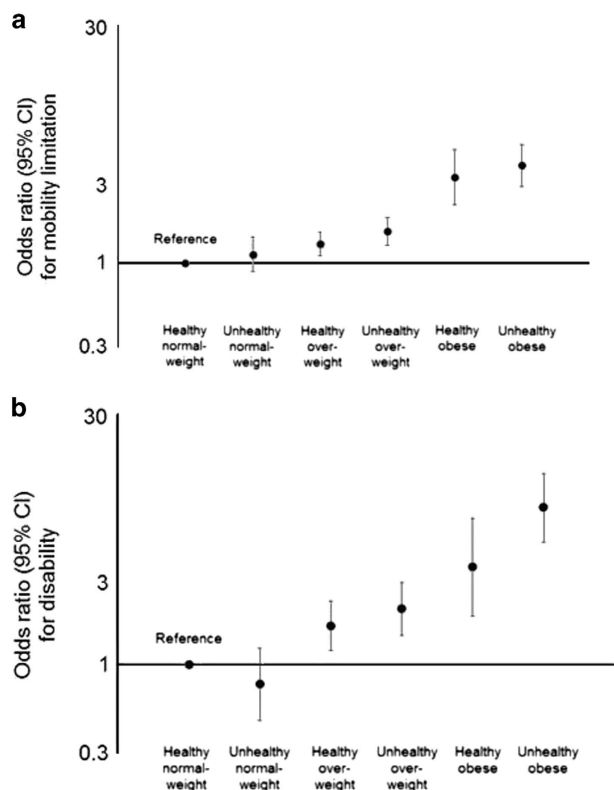 a
30
Odds ratio (95% CI)
for mobility limitation
3
Reference
1
Healthy Unhealthy Healthy Unhealthy Healthy Unhealthy
normal- normal- over- over- obese obese
weight weight weight weight
0.3
b
30
Odds ratio (95% CI)
for disability
3
Reference
1
0.3
Healthy Unhealthy Healthy Unhealthy Healthy Unhealthy
normal- normal- over- over- obese obese
weight weight weight weight